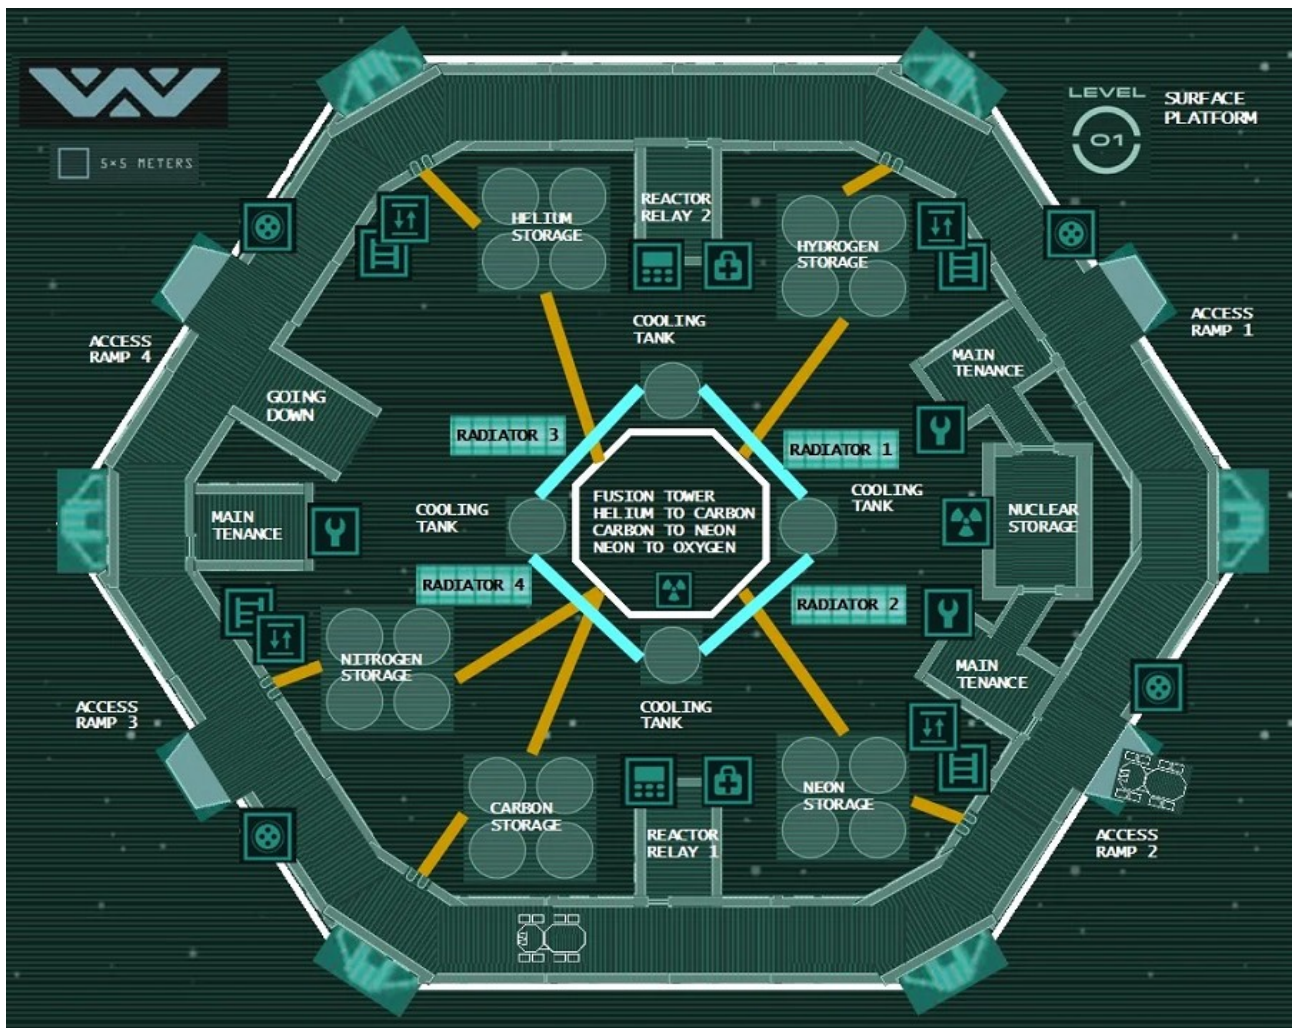 LEVEL
01
SURFACE
PLATFORM
5×5 METERS
REACTOR
RELAY 2
HELIUM
STORAGE
HYDROGEN
STORAGE
ACCESS
RAMP 4
COOLING
TANK
ACCESS
RAMP 1
MAIN
TENANCE
GOING
DOWN
RADIATOR 3
RADIATOR 1
COOLING
TANK
COOLING
TANK
MAIN
TENANCE
FUSION TOWER
HELIUM TO CARBON
CARBON TO NEON
NEON TO OXYGEN
NUCLEAR
STORAGE
RADIATOR 4
RADIATOR 2
NITROGEN
STORAGE
MAIN
TENANCE
ACCESS
RAMP 3
COOLING
TANK
CARBON
STORAGE
NEON
STORAGE
REACTOR
RELAY 1
ACCESS
RAMP 2